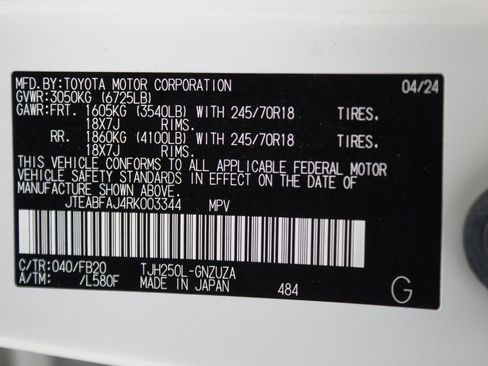 MFD.BY:TOYOTA MOTOR CORPORATION 04/24
GVWR:3050KG (6725LB)
GAWR:FRT. 1605KG (3540LB) WITH 245/70R18 TIRES.
18X7J RIMS.
RR. 1860KG (4100LB) WITH 245/70R18 TIRES.
18X7J RIMS.
THIS VEHICLE CONFORMS TO ALL APPLICABLE FEDERAL MOTOR
VEHICLE SAFETY STANDARDS IN EFFECT ON THE DATE OF
MANUFACTURE SHOWN ABOVE.
JTEABFAJ4RK003344 MPV
C/TR:040/FB20 TJH250L-GNZUZA
A/TM: /L580F MADE IN JAPAN 484 G